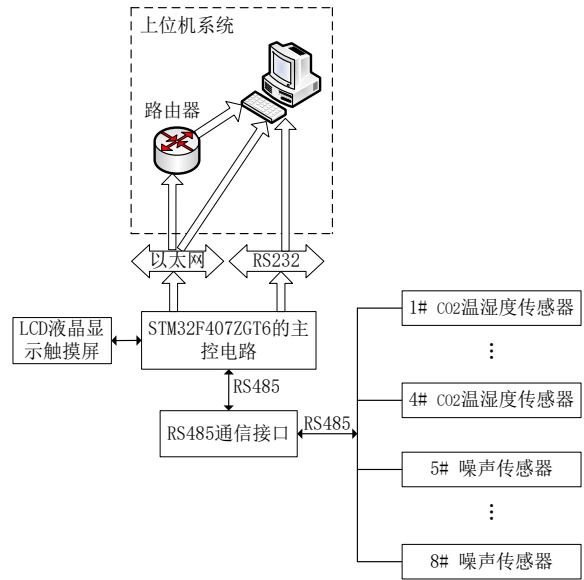 上位机系统
路由器
以太网
RS232
LCD液晶显
示触摸屏
STM32F407ZGT6的主
控电路
RS485
RS485通信接口
RS485
1# CO2温湿度传感器
⋮
4# CO2温湿度传感器
5# 噪声传感器
⋮
8# 噪声传感器